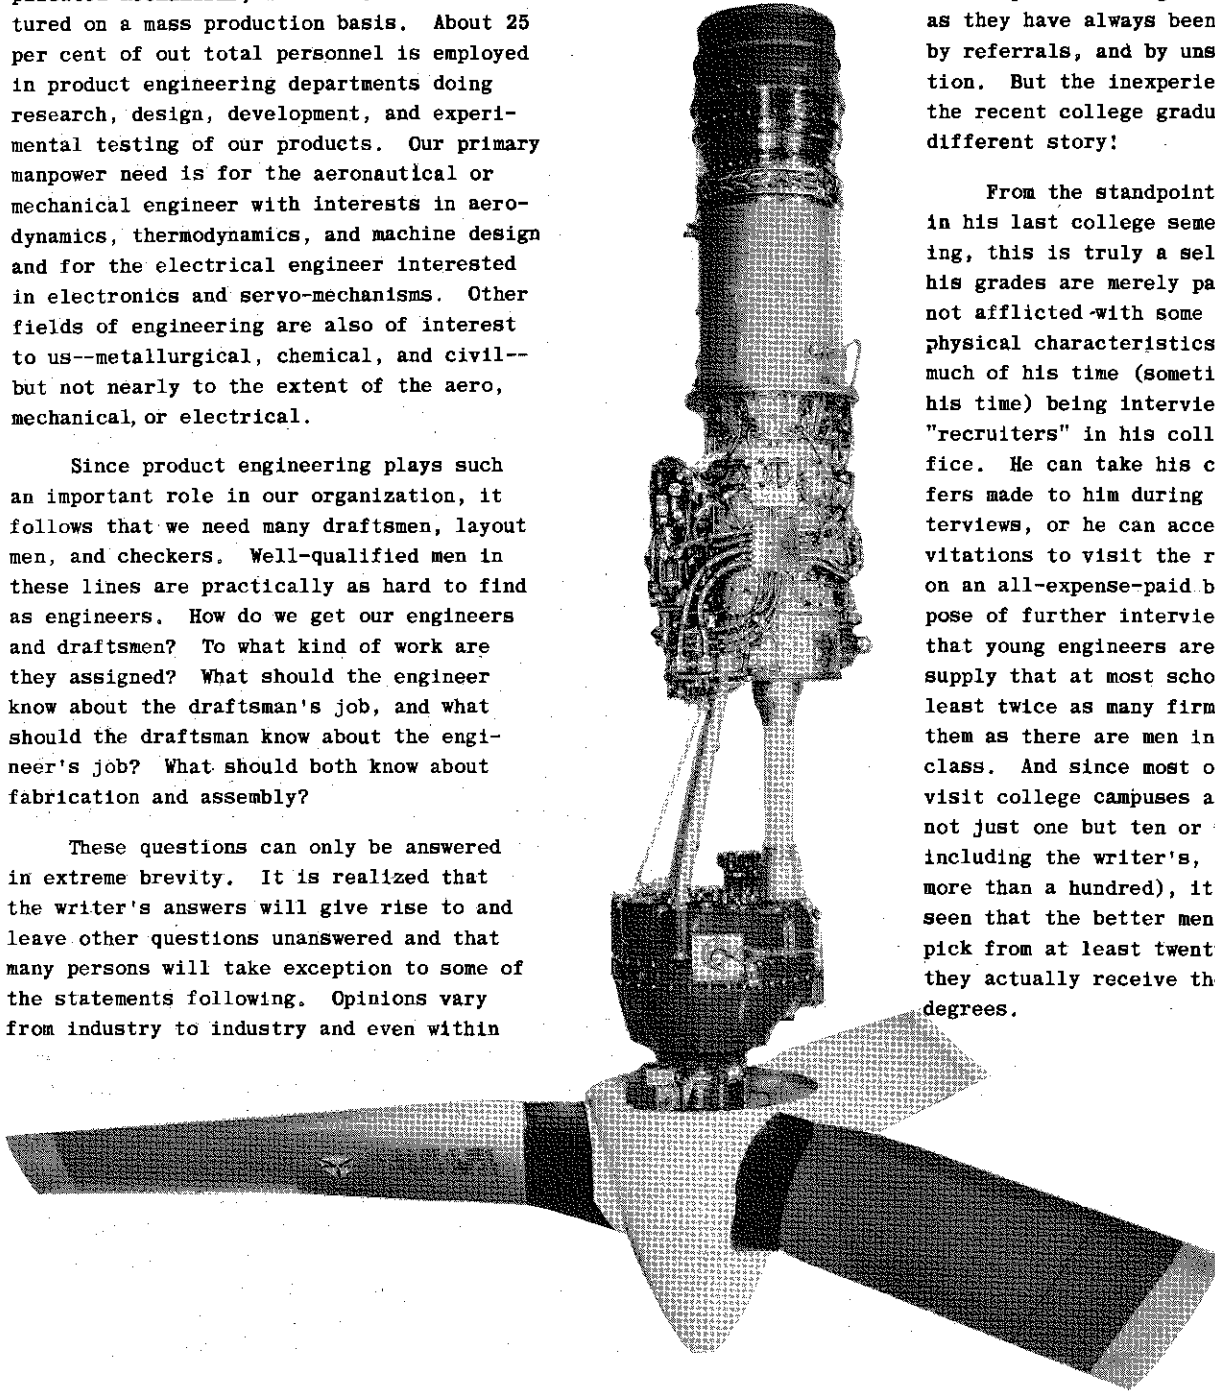 tured on a mass production basis. About 25
per cent of out total personnel is employed
in product engineering departments doing
research, design, development, and experi-
mental testing of our products. Our primary
manpower need is for the aeronautical or
mechanical engineer with interests in aero-
dynamics, thermodynamics, and machine design
and for the electrical engineer interested
in electronics and servo-mechanisms. Other
fields of engineering are also of interest
to us--metallurgical, chemical, and civil--
but not nearly to the extent of the aero,
mechanical, or electrical.
Since product engineering plays such
an important role in our organization, it
follows that we need many draftsmen, layout
men, and checkers. Well-qualified men in
these lines are practically as hard to find
as engineers. How do we get our engineers
and draftsmen? To what kind of work are
they assigned? What should the engineer
know about the draftsman's job, and what
should the draftsman know about the engi-
neer's job? What should both know about
fabrication and assembly?
These questions can only be answered
in extreme brevity. It is realized that
the writer's answers will give rise to and
leave other questions unanswered and that
many persons will take exception to some of
the statements following. Opinions vary
from industry to industry and even within
as they have always been
by referrals, and by uns
tion. But the inexperie
the recent college gradu
different story!
From the standpoint
in his last college seme
ing, this is truly a sel
his grades are merely pa
not afflicted with some
physical characteristics
much of his time (someti
his time) being intervie
"recruiters" in his coll
fice. He can take his c
fers made to him during
terviews, or he can acce
vitations to visit the r
on an all-expense-paid b
pose of further intervie
that young engineers are
supply that at most scho
least twice as many firm
them as there are men in
class. And since most o
visit college campuses a
not just one but ten or
including the writer's,
more than a hundred), it
seen that the better men
pick from at least twent
they actually receive th
degrees.